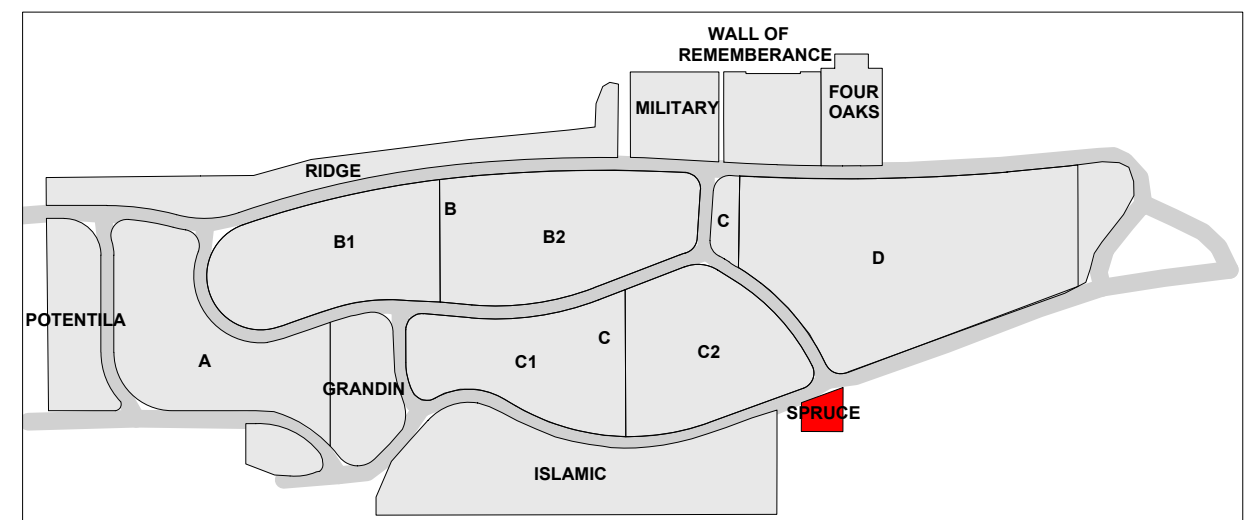 WALL OF
REMEMBERANCE
MILITARY
FOUR
OAKS
RIDGE
B
C
B1
B2
D
POTENTILA
A
C
C1
C2
GRANDIN
SPRUCE
ISLAMIC